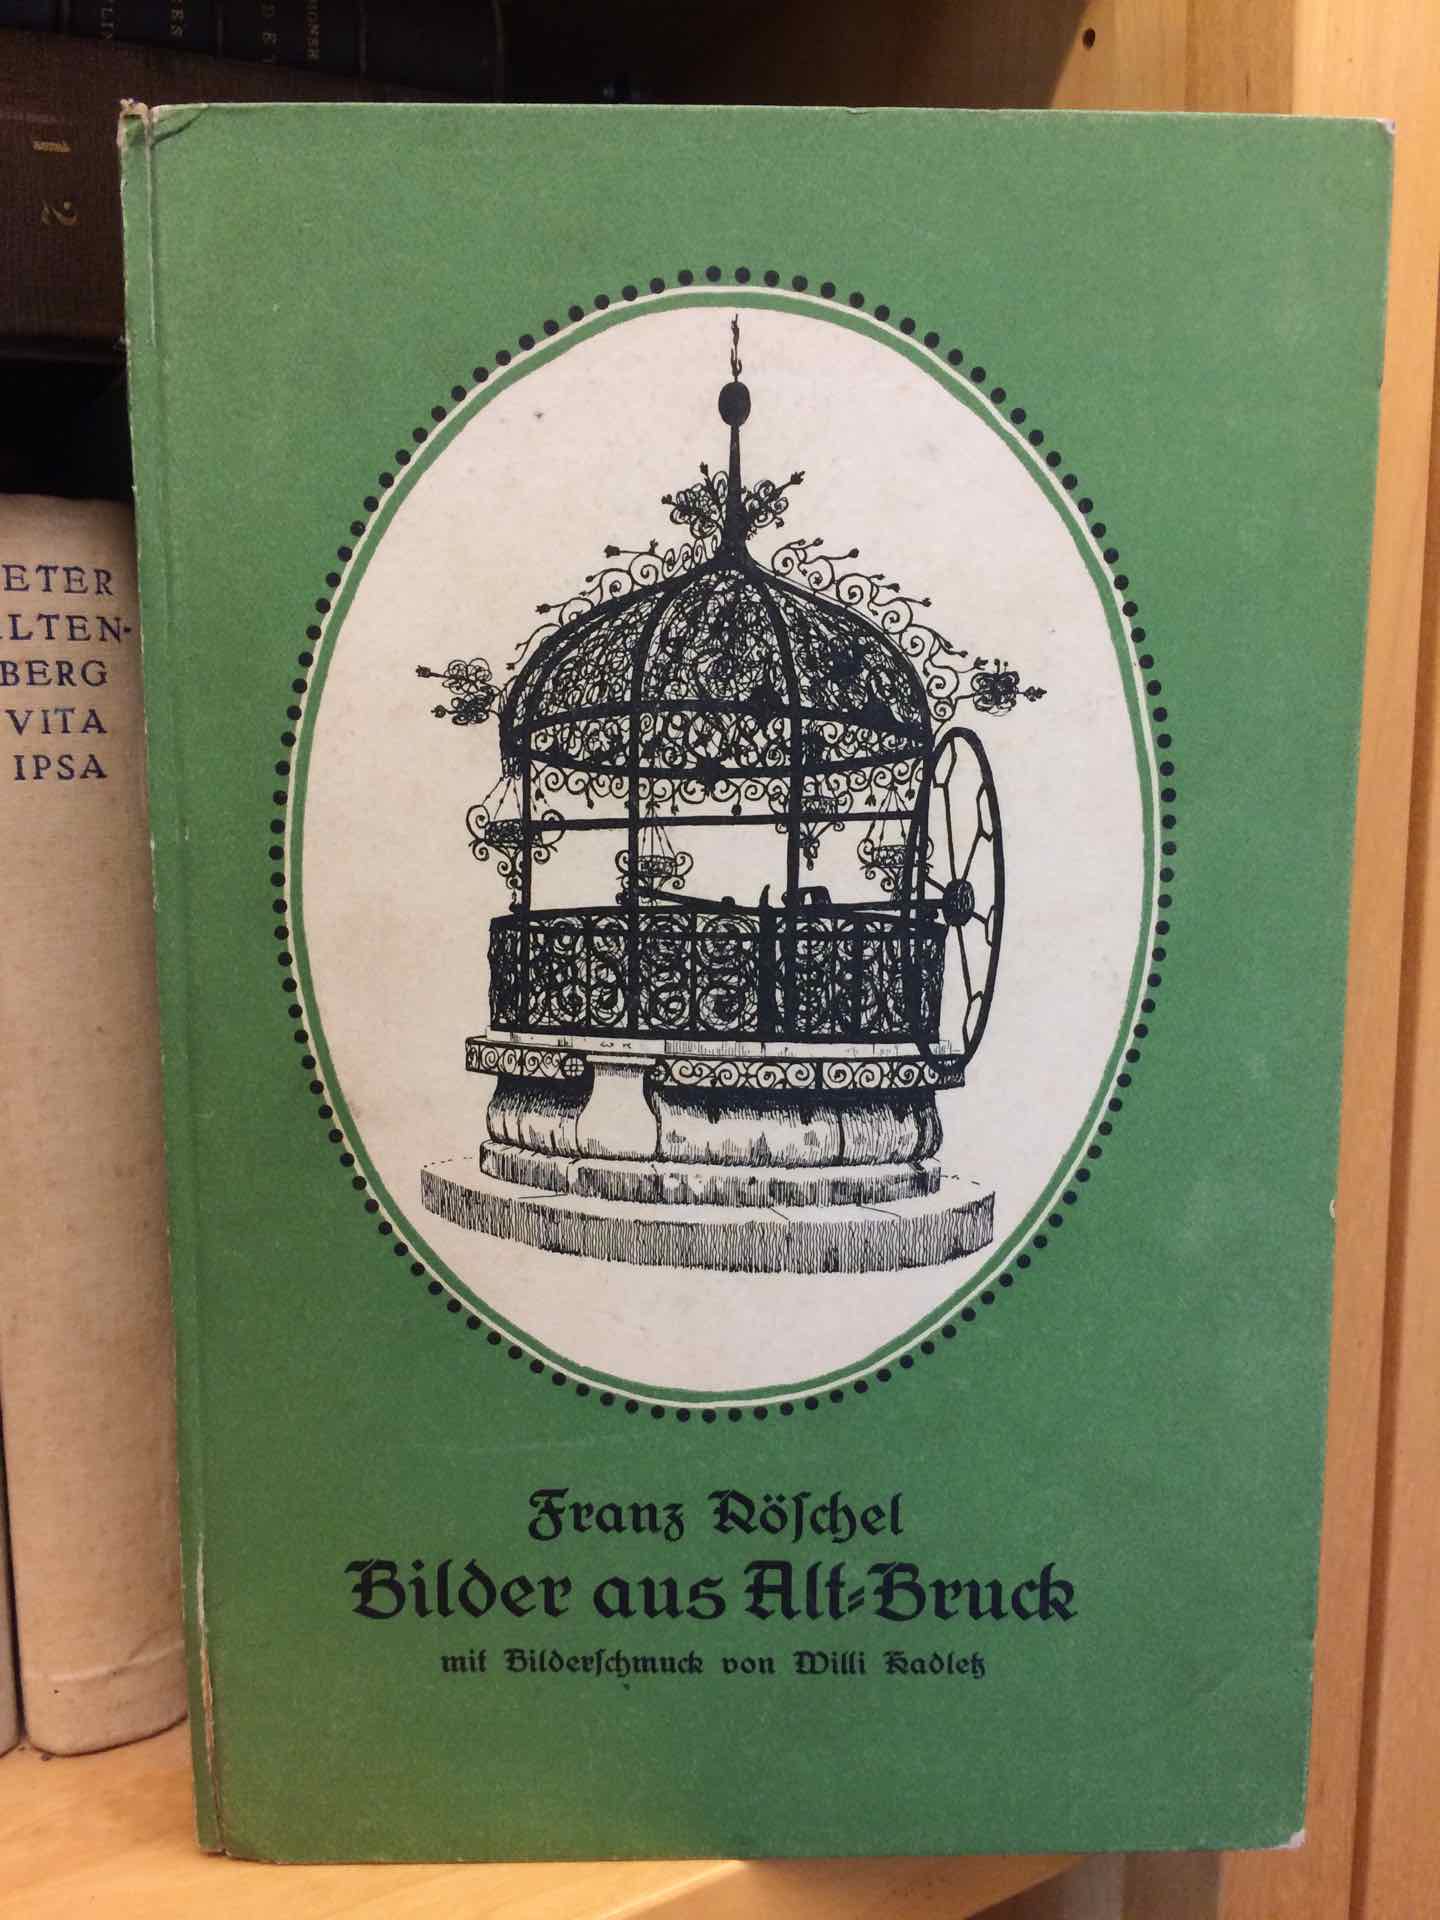 ETER
LTEN-
BERG
VITA
IPSA
2
Franz Röſchel
Bilder aus Alt-Bruck
mit Bilderſchmuck von Willi Kadletz